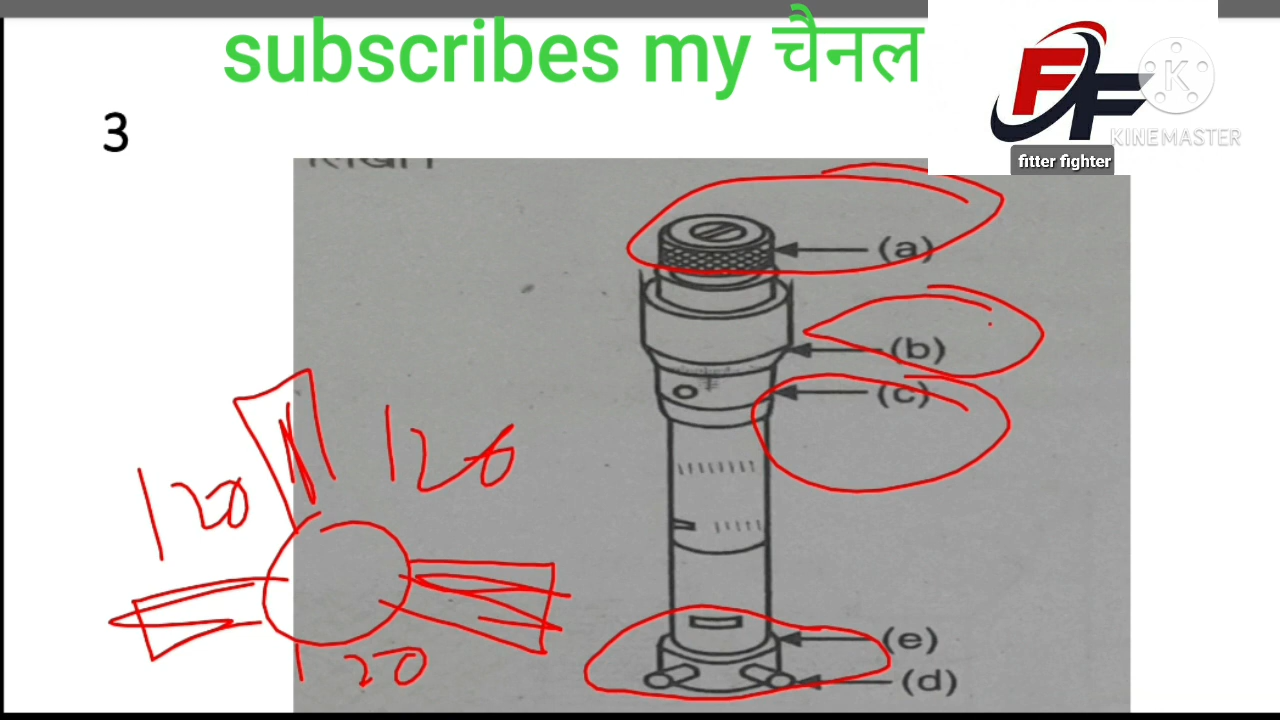 subscribes my चैनल
KINEMASTER
fitter fighter
3
(a)
(b)
(c)
120
120
(e)
120
(d)